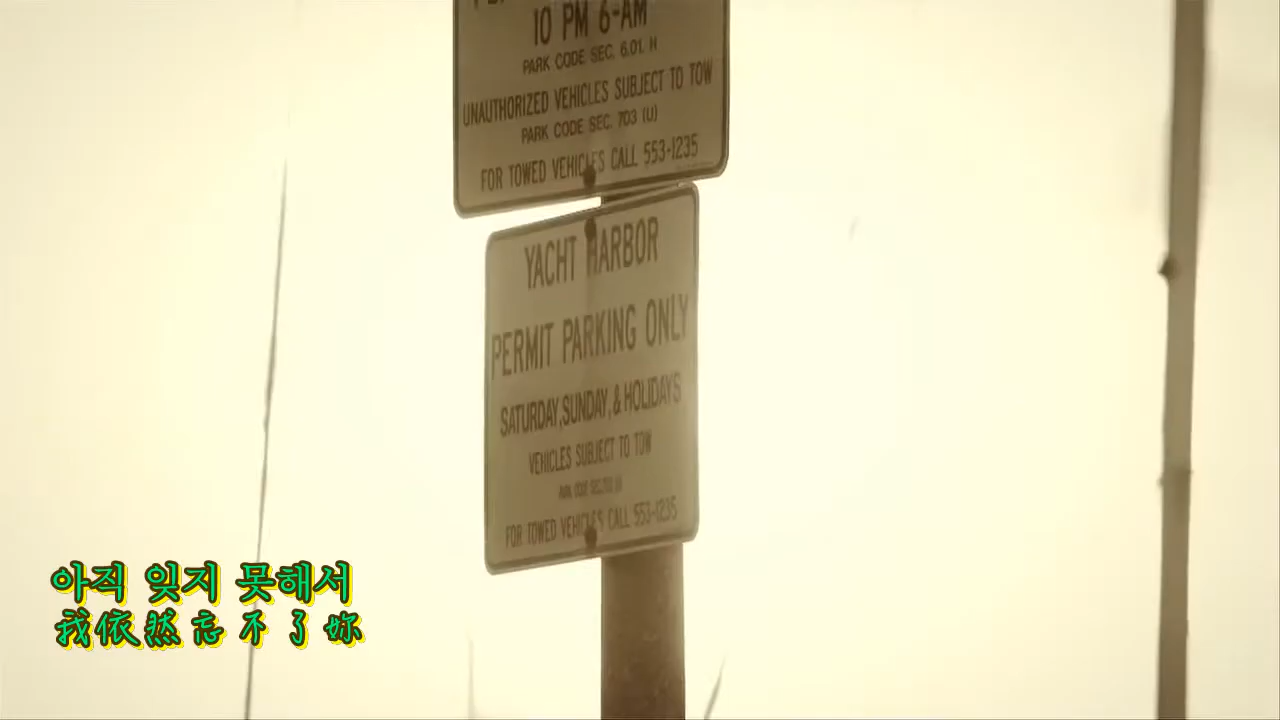 10 PM 6-AM
PARK CODE SEC. 6.01. H
UNAUTHORIZED VEHICLES SUBJECT TO TOW
PARK CODE SEC. 703 (U)
FOR TOWED VEHICLES CALL 553-1235
YACHT HARBOR
PERMIT PARKING ONLY
SATURDAY, SUNDAY, & HOLIDAYS
VEHICLES SUBJECT TO TOW
FOR TOWED VEHICLES CALL 553-1235
아직 잊지 못해서
我依然忘不了妳